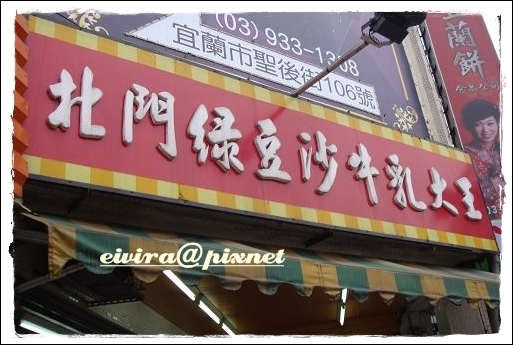 (03) 933-1308
宜蘭市聖後街106號
宜蘭餅
北門綠豆沙牛乳大王
eivira@pixnet